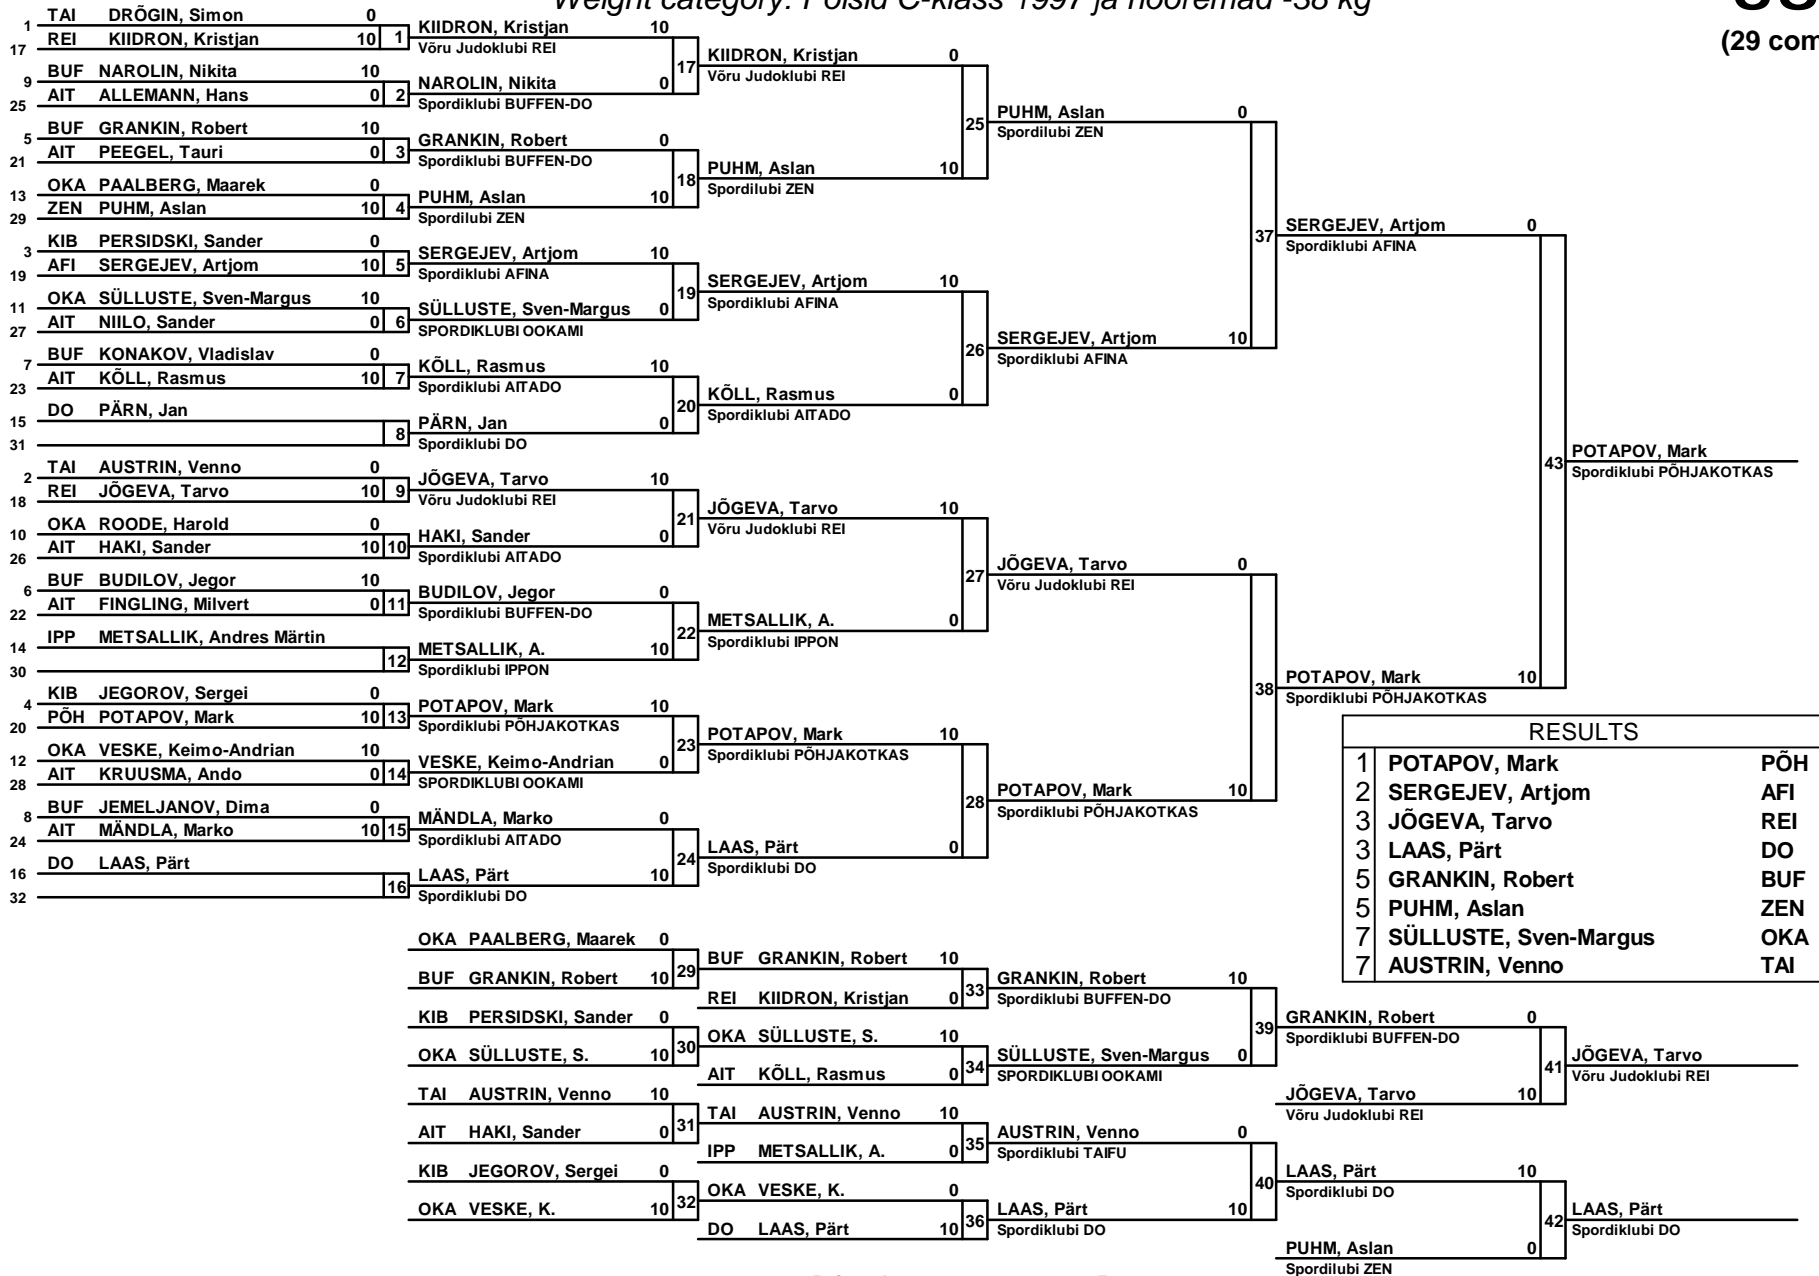 Weight category: Poisid C-klass 1997 ja nooremad -38 kg
(29 com
1 TAI DRÕGIN, Simon 0
17 REI KIIDRON, Kristjan 10 1
9 BUF NAROLIN, Nikita 10
25 AIT ALLEMANN, Hans 0 2
5 BUF GRANKIN, Robert 10
21 AIT PEEGEL, Tauri 0 3
13 OKA PAALBERG, Maarek 0
29 ZEN PUHM, Aslan 10 4
3 KIB PERSIDSKI, Sander 0
19 AFI SERGEJEV, Artjom 10 5
11 OKA SÜLLUSTE, Sven-Margus 10
27 AIT NIILO, Sander 0 6
7 BUF KONAKOV, Vladislav 0
23 AIT KÕLL, Rasmus 10 7
15 DO PÄRN, Jan
31 8
2 TAI AUSTRIN, Venno 0
18 REI JÕGEVA, Tarvo 10 9
10 OKA ROODE, Harold 0
26 AIT HAKI, Sander 10 10
6 BUF BUDILOV, Jegor 10
22 AIT FINGLING, Milvert 0 11
14 IPP METSALLIK, Andres Märtin
30 12
4 KIB JEGOROV, Sergei 0
20 PÕH POTAPOV, Mark 10 13
12 OKA VESKE, Keimo-Andrian 10
28 AIT KRUUSMA, Ando 0 14
8 BUF JEMELJANOV, Dima 0
24 AIT MÄNDLA, Marko 10 15
16 DO LAAS, Pärt
32 16
KIIDRON, Kristjan 10
Võru Judoklubi REI
17
NAROLIN, Nikita 0
Spordiklubi BUFFEN-DO
GRANKIN, Robert 0
Spordiklubi BUFFEN-DO
18
PUHM, Aslan 10
Spordilubi ZEN
SERGEJEV, Artjom 10
Spordiklubi AFINA
19
SÜLLUSTE, Sven-Margus 0
SPORDIKLUBI OOKAMI
KÕLL, Rasmus 10
Spordiklubi AITADO
20
PÄRN, Jan 0
Spordiklubi DO
JÕGEVA, Tarvo 10
Võru Judoklubi REI
21
HAKI, Sander 0
Spordiklubi AITADO
BUDILOV, Jegor 0
Spordiklubi BUFFEN-DO
22
METSALLIK, A. 10
Spordiklubi IPPON
POTAPOV, Mark 10
Spordiklubi PÕHJAKOTKAS
23
VESKE, Keimo-Andrian 0
SPORDIKLUBI OOKAMI
MÄNDLA, Marko 0
Spordiklubi AITADO
24
LAAS, Pärt 10
Spordiklubi DO
KIIDRON, Kristjan 0
Võru Judoklubi REI
25
PUHM, Aslan 10
Spordilubi ZEN
SERGEJEV, Artjom 10
Spordiklubi AFINA
26
KÕLL, Rasmus 0
Spordiklubi AITADO
JÕGEVA, Tarvo 10
Võru Judoklubi REI
27
METSALLIK, A. 0
Spordiklubi IPPON
POTAPOV, Mark 10
Spordiklubi PÕHJAKOTKAS
28
LAAS, Pärt 0
Spordiklubi DO
PUHM, Aslan 0
Spordilubi ZEN
37
SERGEJEV, Artjom 10
Spordiklubi AFINA
JÕGEVA, Tarvo 0
Võru Judoklubi REI
38
POTAPOV, Mark 10
Spordiklubi PÕHJAKOTKAS
SERGEJEV, Artjom 0
Spordiklubi AFINA
43
POTAPOV, Mark 10
Spordiklubi PÕHJAKOTKAS
POTAPOV, Mark
Spordiklubi PÕHJAKOTKAS
RESULTS
1 POTAPOV, Mark PÕH
2 SERGEJEV, Artjom AFI
3 JÕGEVA, Tarvo REI
3 LAAS, Pärt DO
5 GRANKIN, Robert BUF
5 PUHM, Aslan ZEN
7 SÜLLUSTE, Sven-Margus OKA
7 AUSTRIN, Venno TAI
OKA PAALBERG, Maarek 0
29
BUF GRANKIN, Robert 10
KIB PERSIDSKI, Sander 0
30
OKA SÜLLUSTE, S. 10
TAI AUSTRIN, Venno 10
31
AIT HAKI, Sander 0
KIB JEGOROV, Sergei 0
32
OKA VESKE, K. 10
BUF GRANKIN, Robert 10
REI KIIDRON, Kristjan 0 33
OKA SÜLLUSTE, S. 10
AIT KÕLL, Rasmus 0 34
TAI AUSTRIN, Venno 10
IPP METSALLIK, A. 0 35
OKA VESKE, K. 0
DO LAAS, Pärt 10 36
GRANKIN, Robert 10
Spordiklubi BUFFEN-DO
39
SÜLLUSTE, Sven-Margus 0
SPORDIKLUBI OOKAMI
AUSTRIN, Venno 0
Spordiklubi TAIFU
40
LAAS, Pärt 10
Spordiklubi DO
GRANKIN, Robert 0
Spordiklubi BUFFEN-DO
41
JÕGEVA, Tarvo 10
Võru Judoklubi REI
JÕGEVA, Tarvo
Võru Judoklubi REI
LAAS, Pärt 10
Spordiklubi DO
42
PUHM, Aslan 0
Spordilubi ZEN
LAAS, Pärt
Spordiklubi DO